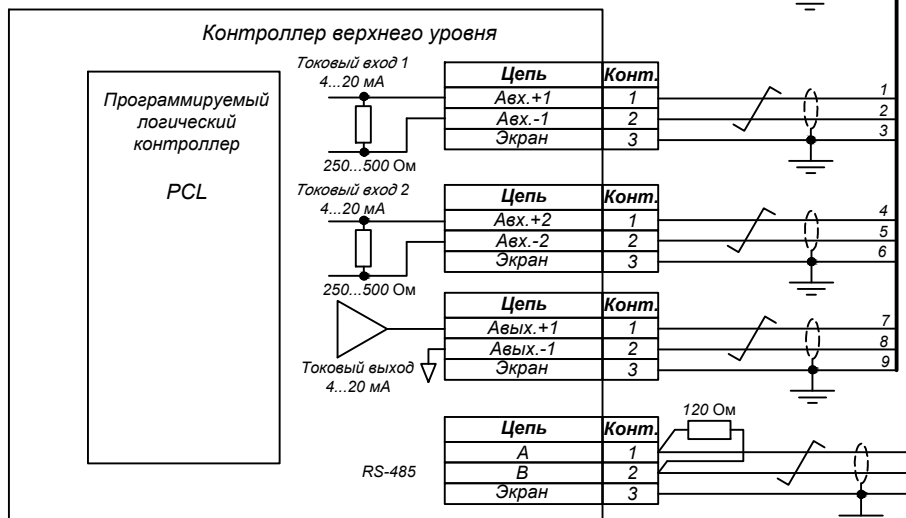 Контроллер верхнего уровня
Программируемый
логический
контроллер
PCL
Токовый вход 1
4...20 мА
250...500 Ом
Цепь Конт.
Авх.+1 1
Авх.-1 2
Экран 3
1
2
3
Токовый вход 2
4...20 мА
250...500 Ом
Цепь Конт.
Авх.+2 1
Авх.-2 2
Экран 3
4
5
6
Токовый выход
4...20 мА
Цепь Конт.
Авых.+1 1
Авых.-1 2
Экран 3
7
8
9
RS-485
Цепь Конт.
A 1
B 2
Экран 3
120 Ом